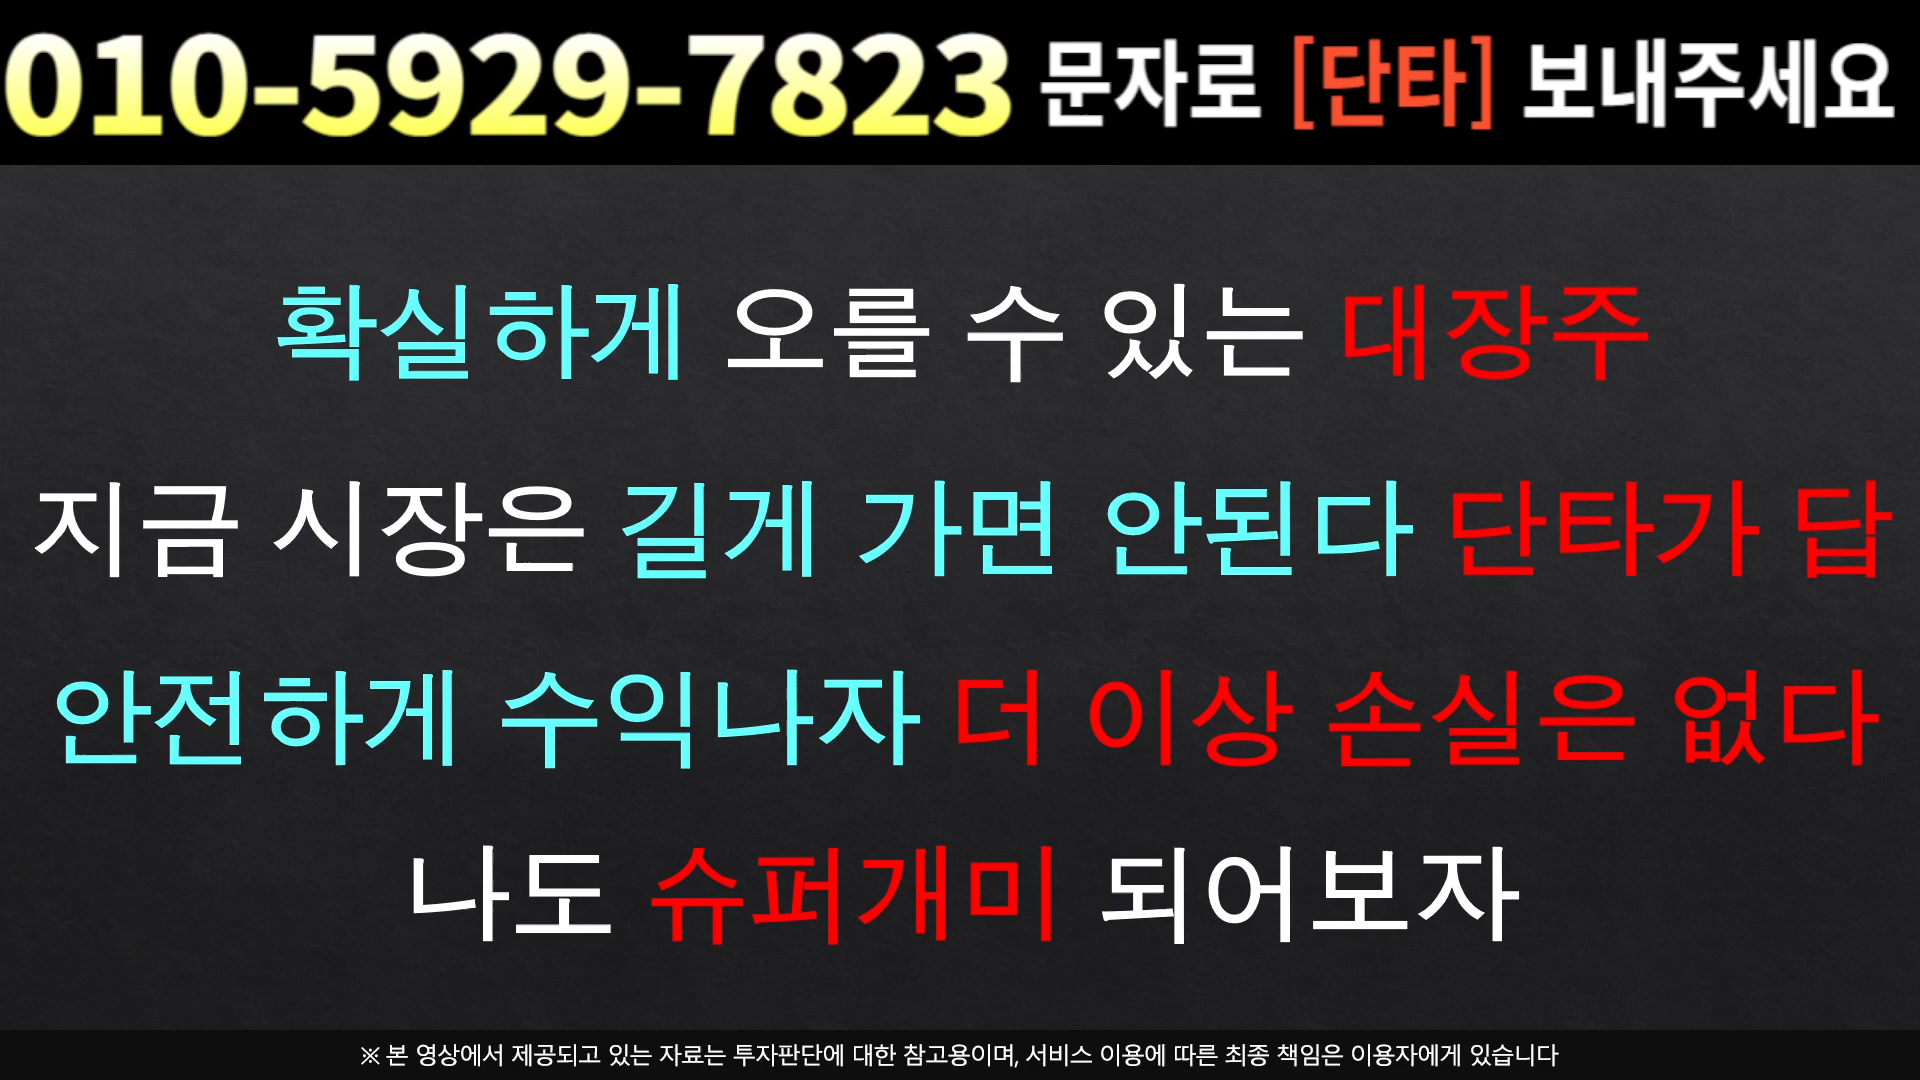 010-5929-7823 문자로 [단타] 보내주세요
확실하게 오를 수 있는 대장주
지금 시장은 길게 가면 안된다 단타가 답
안전하게 수익나자 더 이상 손실은 없다
나도 슈퍼개미 되어보자
※ 본 영상에서 제공되고 있는 자료는 투자판단에 대한 참고용이며, 서비스 이용에 따른 최종 책임은 이용자에게 있습니다